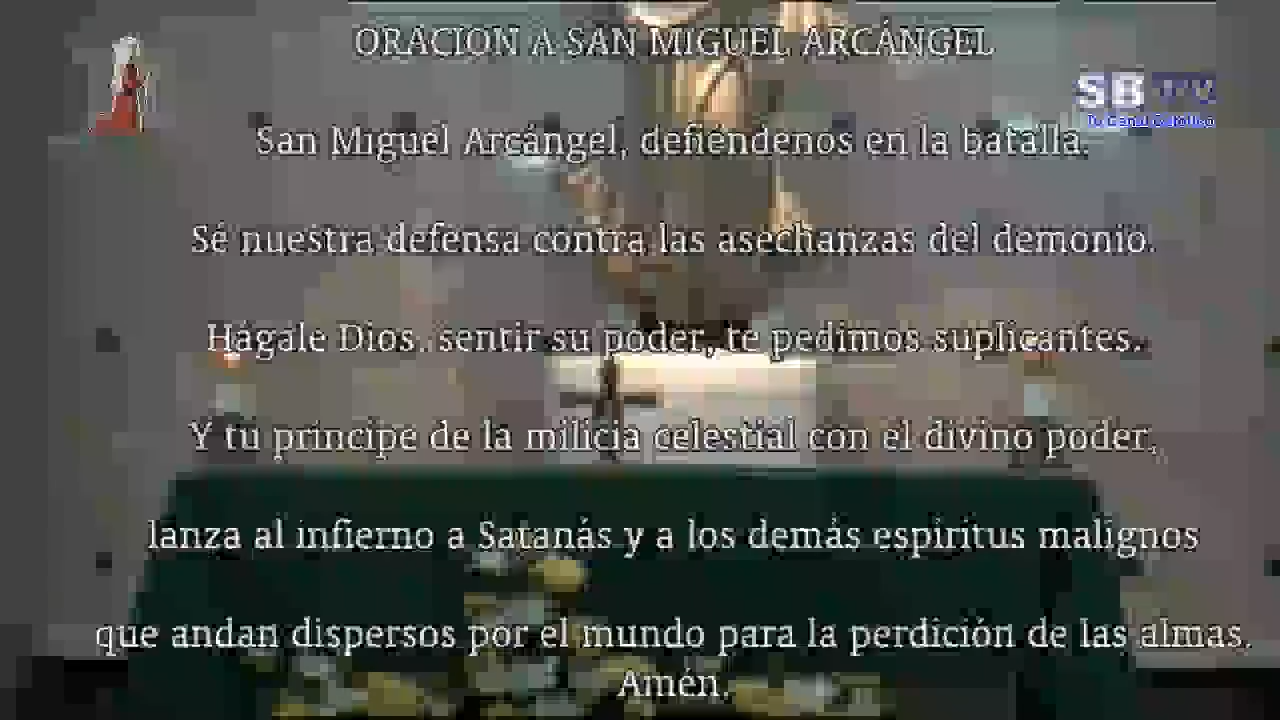 ORACION A SAN MIGUEL ARCÁNGEL
SB TV
San Miguel Arcángel, defiéndenos en la batalla.
Sé nuestra defensa contra las asechanzas del demonio.
Hágale Dios, sentir su poder, te pedimos suplicantes.
Y tu principe de la milicia celestial con el divino poder,
lanza al infierno a Satanás y a los demás espíritus malignos
que andan dispersos por el mundo para la perdición de las almas,
Amén.